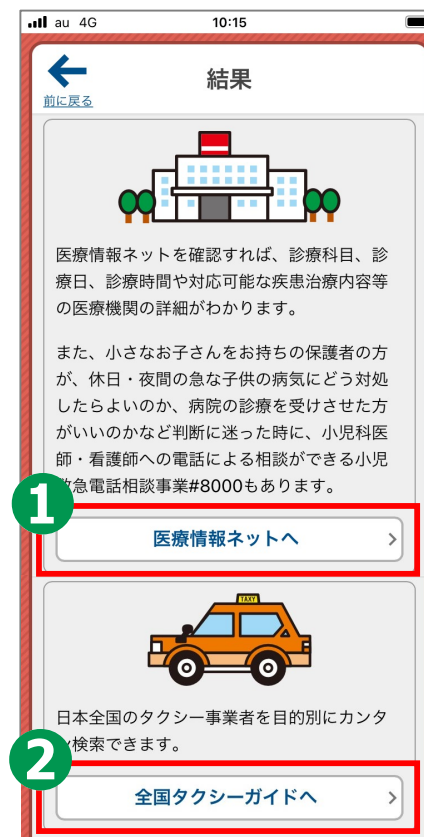 au 4G 10:15
結果
前に戻る
医療情報ネットを確認すれば、診療科目、診
療日、診療時間や対応可能な疾患治療内容等
の医療機関の詳細がわかります。
また、小さなお子さんをお持ちの保護者の方
が、休日・夜間の急な子供の病気にどう対処
したらよいのか、病院の診療を受けさせた方
がいいのかなど判断に迷った時に、小児科医
師・看護師への電話による相談ができる小児
急電話相談事業#8000もあります。
1
医療情報ネットへ
TAXY
日本全国のタクシー事業者を目的別にカンタ
検索できます。
2
全国タクシーガイドへ